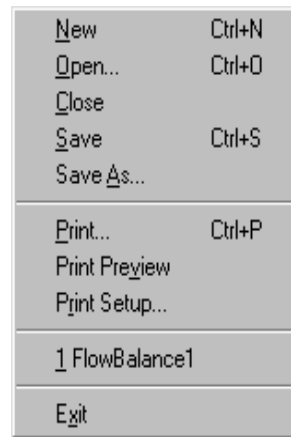 New Ctrl+N
Open... Ctrl+O
Close
Save Ctrl+S
Save As...
Print... Ctrl+P
Print Preview
Print Setup...
1 FlowBalance1
Exit